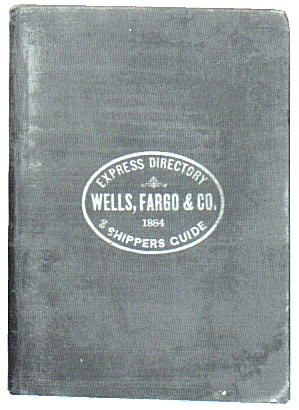 EXPRESS DIRECTORY
WELLS, FARGO & CO.
1884
& SHIPPERS GUIDE